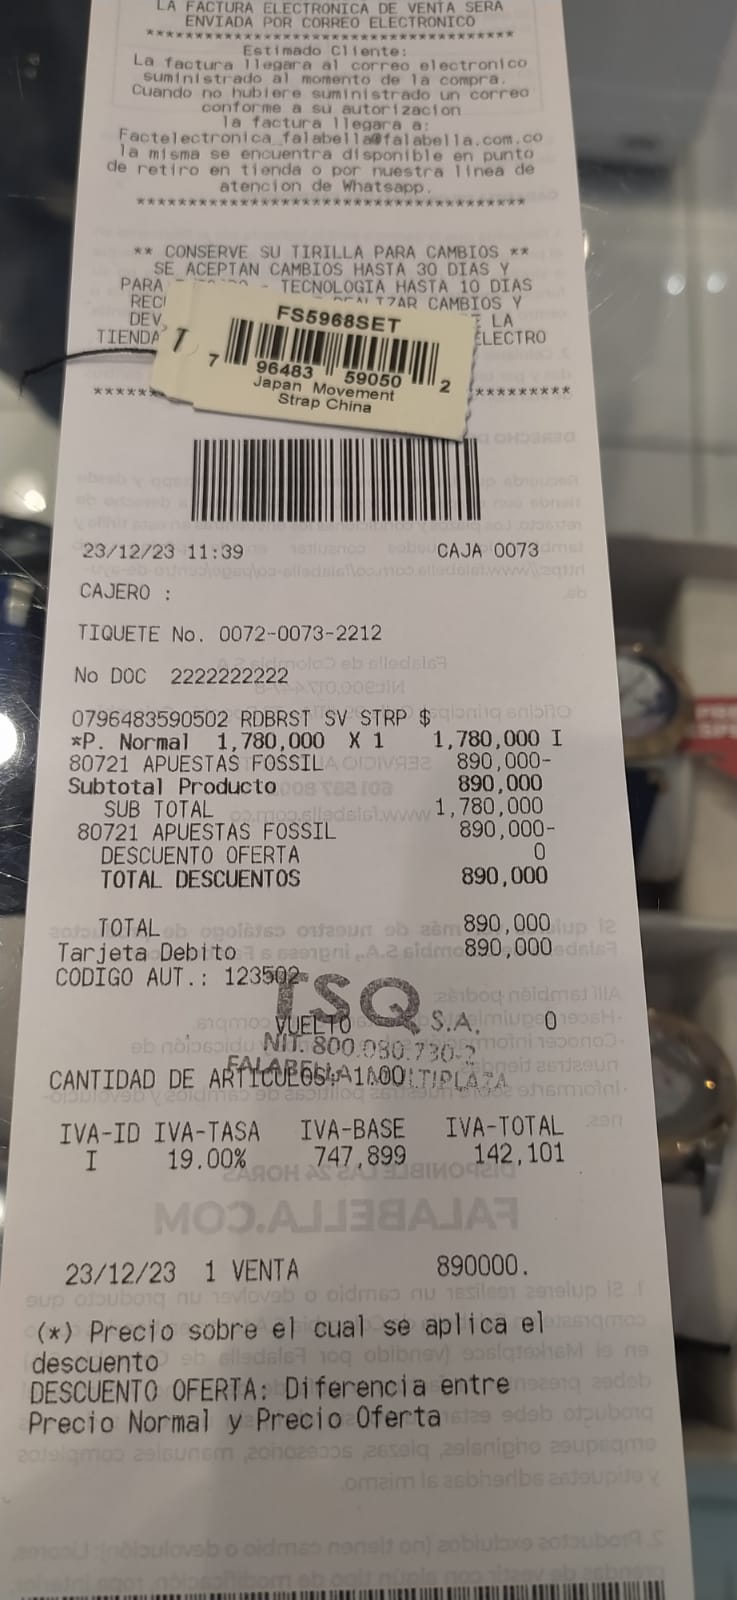 LA FACTURA ELECTRONICA DE VENTA SERA
ENVIADA POR CORREO ELECTRONICO
***********************************
Estimado Cliente:
La factura llegara al correo electronico
suministrado al momento de la compra.
Cuando no hubiere suministrado un correo
conforme a su autorizacion
la factura llegara a:
Factelectronica_falabella@falabella.com.co
la misma se encuentra disponible en punto
de retiro en tienda o por nuestra linea de
atencion de Whatsapp.
*************************************
** CONSERVE SU TIRILLA PARA CAMBIOS **
SE ACEPTAN CAMBIOS HASTA 30 DIAS Y
PARA - TECNOLOGIA HASTA 10 DIAS
CAMBIOS Y
LA
TIENDA
FS5968SET
7 96483 59050 2
Japan Movement
Strap China
23/12/23 11:39 CAJA 0073
CAJERO :
TIQUETE No. 0072-0073-2212
No DOC 2222222222
0796483590502 RDBRST SV STRP $
*P. Normal 1,780,000 X 1 1,780,000 I
80721 APUESTAS FOSSIL 890,000-
Subtotal Producto 890,000
SUB TOTAL 1,780,000
80721 APUESTAS FOSSIL 890,000-
DESCUENTO OFERTA 0
TOTAL DESCUENTOS 890,000
TOTAL 890,000
Tarjeta Debito 890,000
CODIGO AUT.: 123502
TSQ S.A.
VUELTO 0
NIT. 800.090.730-2
FALABELLA MULTIPLAZA
CANTIDAD DE ARTICULOS: 1.00
IVA-ID IVA-TASA IVA-BASE IVA-TOTAL
I 19.00% 747,899 142,101
23/12/23 1 VENTA 890000.
(*) Precio sobre el cual se aplica el
descuento
DESCUENTO OFERTA: Diferencia entre
Precio Normal y Precio Oferta